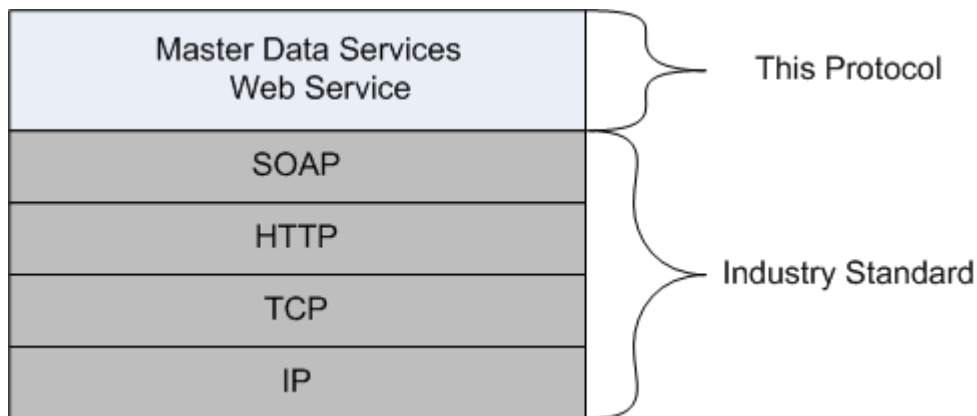 Master Data Services
Web Service
This Protocol
SOAP
HTTP
TCP
IP
Industry Standard